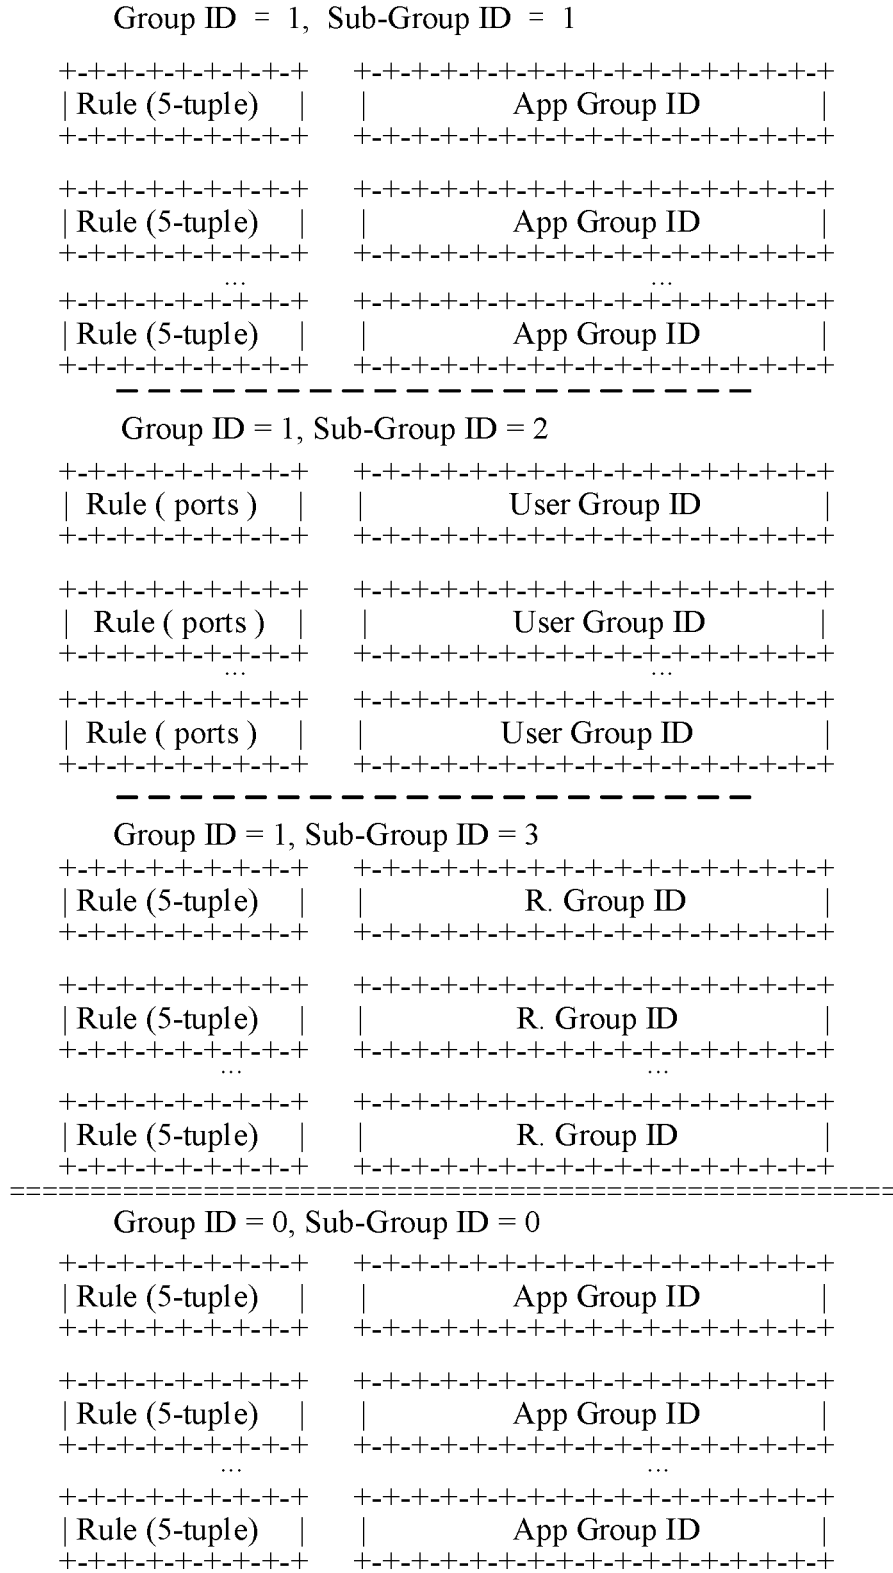 Group ID = 1, Sub-Group ID = 1
+-+-+-+-+-+-+-+-+ +-+-+-+-+-+-+-+-+-+-+-+-+-+-+-+-+
| Rule (5-tuple) | | App Group ID |
+-+-+-+-+-+-+-+-+ +-+-+-+-+-+-+-+-+-+-+-+-+-+-+-+-+
+-+-+-+-+-+-+-+-+ +-+-+-+-+-+-+-+-+-+-+-+-+-+-+-+-+
| Rule (5-tuple) | | App Group ID |
+-+-+-+-+-+-+-+-+ +-+-+-+-+-+-+-+-+-+-+-+-+-+-+-+-+
... ...
+-+-+-+-+-+-+-+-+ +-+-+-+-+-+-+-+-+-+-+-+-+-+-+-+-+
| Rule (5-tuple) | | App Group ID |
+-+-+-+-+-+-+-+-+ +-+-+-+-+-+-+-+-+-+-+-+-+-+-+-+-+
Group ID = 1, Sub-Group ID = 2
+-+-+-+-+-+-+-+-+ +-+-+-+-+-+-+-+-+-+-+-+-+-+-+-+-+
| Rule ( ports ) | | User Group ID |
+-+-+-+-+-+-+-+-+ +-+-+-+-+-+-+-+-+-+-+-+-+-+-+-+-+
+-+-+-+-+-+-+-+-+ +-+-+-+-+-+-+-+-+-+-+-+-+-+-+-+-+
| Rule ( ports ) | | User Group ID |
+-+-+-+-+-+-+-+-+ +-+-+-+-+-+-+-+-+-+-+-+-+-+-+-+-+
... ...
+-+-+-+-+-+-+-+-+ +-+-+-+-+-+-+-+-+-+-+-+-+-+-+-+-+
| Rule ( ports ) | | User Group ID |
+-+-+-+-+-+-+-+-+ +-+-+-+-+-+-+-+-+-+-+-+-+-+-+-+-+
Group ID = 1, Sub-Group ID = 3
+-+-+-+-+-+-+-+-+ +-+-+-+-+-+-+-+-+-+-+-+-+-+-+-+-+
| Rule (5-tuple) | | R. Group ID |
+-+-+-+-+-+-+-+-+ +-+-+-+-+-+-+-+-+-+-+-+-+-+-+-+-+
+-+-+-+-+-+-+-+-+ +-+-+-+-+-+-+-+-+-+-+-+-+-+-+-+-+
| Rule (5-tuple) | | R. Group ID |
+-+-+-+-+-+-+-+-+ +-+-+-+-+-+-+-+-+-+-+-+-+-+-+-+-+
... ...
+-+-+-+-+-+-+-+-+ +-+-+-+-+-+-+-+-+-+-+-+-+-+-+-+-+
| Rule (5-tuple) | | R. Group ID |
+-+-+-+-+-+-+-+-+ +-+-+-+-+-+-+-+-+-+-+-+-+-+-+-+-+
=======================================================
Group ID = 0, Sub-Group ID = 0
+-+-+-+-+-+-+-+-+ +-+-+-+-+-+-+-+-+-+-+-+-+-+-+-+-+
| Rule (5-tuple) | | App Group ID |
+-+-+-+-+-+-+-+-+ +-+-+-+-+-+-+-+-+-+-+-+-+-+-+-+-+
+-+-+-+-+-+-+-+-+ +-+-+-+-+-+-+-+-+-+-+-+-+-+-+-+-+
| Rule (5-tuple) | | App Group ID |
+-+-+-+-+-+-+-+-+ +-+-+-+-+-+-+-+-+-+-+-+-+-+-+-+-+
... ...
+-+-+-+-+-+-+-+-+ +-+-+-+-+-+-+-+-+-+-+-+-+-+-+-+-+
| Rule (5-tuple) | | App Group ID |
+-+-+-+-+-+-+-+-+ +-+-+-+-+-+-+-+-+-+-+-+-+-+-+-+-+